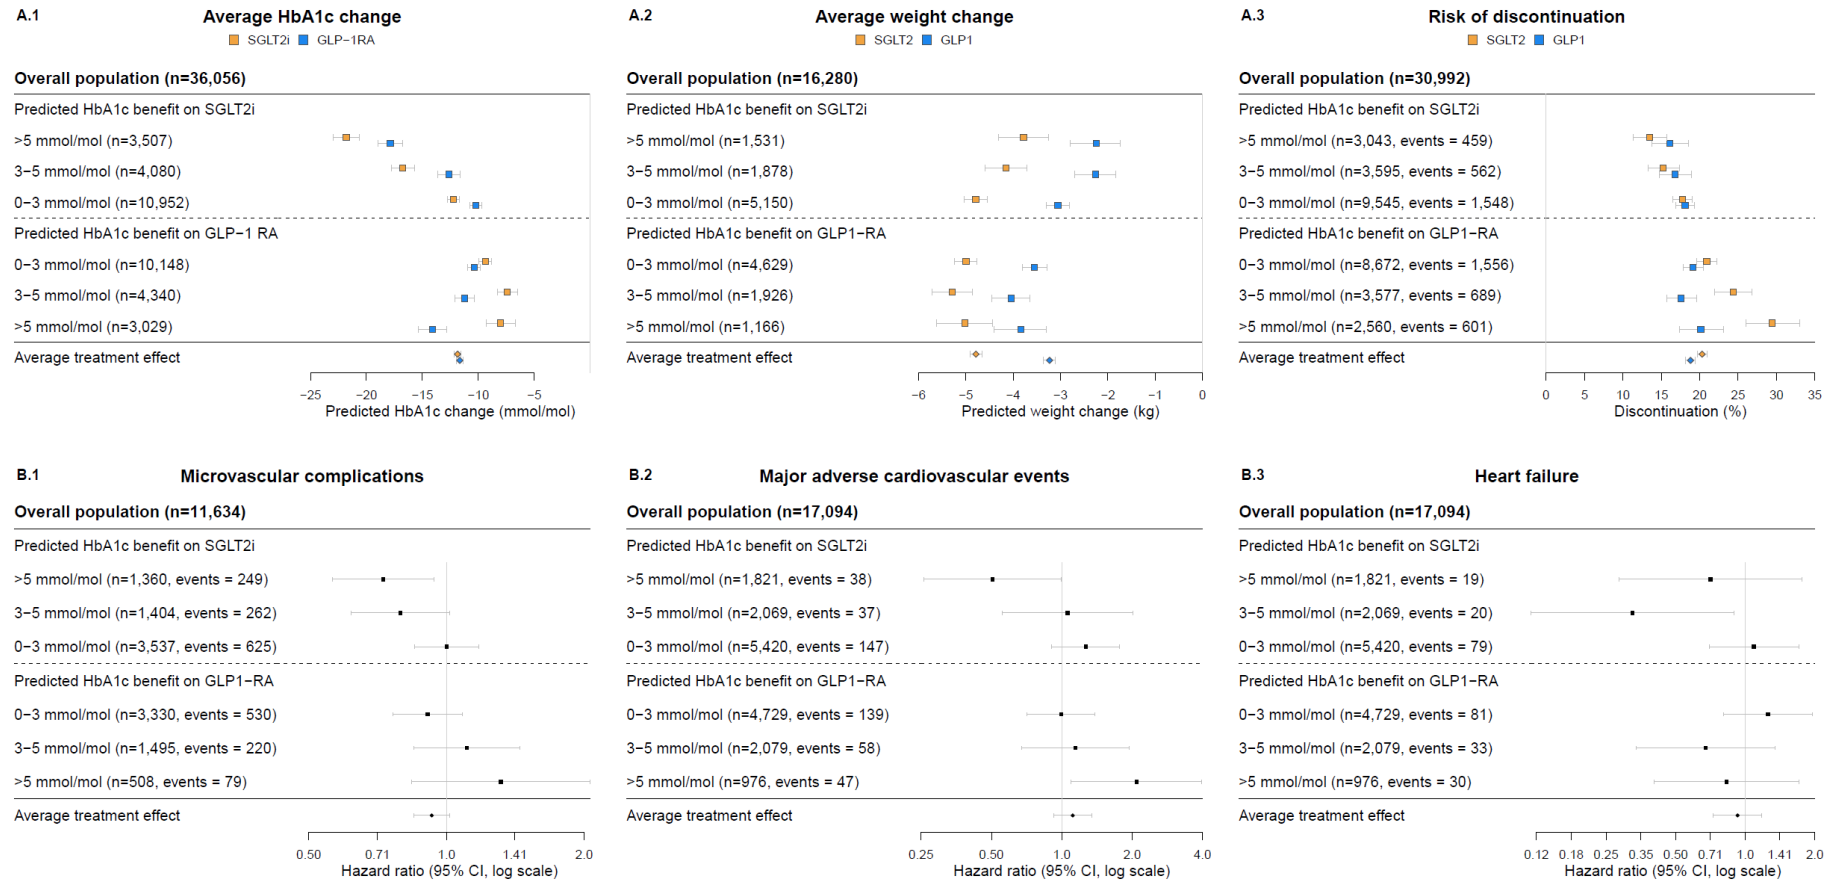 A.1 Average HbA1c change
SGLT2i GLP−1RA
Overall population (n=36,056)
Predicted HbA1c benefit on SGLT2i
>5 mmol/mol (n=3,507)
3−5 mmol/mol (n=4,080)
0−3 mmol/mol (n=10,952)
Predicted HbA1c benefit on GLP−1 RA
0−3 mmol/mol (n=10,148)
3−5 mmol/mol (n=4,340)
>5 mmol/mol (n=3,029)
Average treatment effect
−25 −20 −15 −10 −5
Predicted HbA1c change (mmol/mol)
A.2 Average weight change
SGLT2 GLP1
Overall population (n=16,280)
Predicted HbA1c benefit on SGLT2i
>5 mmol/mol (n=1,531)
3−5 mmol/mol (n=1,878)
0−3 mmol/mol (n=5,150)
Predicted HbA1c benefit on GLP1−RA
0−3 mmol/mol (n=4,629)
3−5 mmol/mol (n=1,926)
>5 mmol/mol (n=1,166)
Average treatment effect
−6 −5 −4 −3 −2 −1 0
Predicted weight change (kg)
A.3 Risk of discontinuation
SGLT2 GLP1
Overall population (n=30,992)
Predicted HbA1c benefit on SGLT2i
>5 mmol/mol (n=3,043, events = 459)
3−5 mmol/mol (n=3,595, events = 562)
0−3 mmol/mol (n=9,545, events = 1,548)
Predicted HbA1c benefit on GLP1−RA
0−3 mmol/mol (n=8,672, events = 1,556)
3−5 mmol/mol (n=3,577, events = 689)
>5 mmol/mol (n=2,560, events = 601)
Average treatment effect
0 5 10 15 20 25 30 35
Discontinuation (%)
B.1 Microvascular complications
Overall population (n=11,634)
Predicted HbA1c benefit on SGLT2i
>5 mmol/mol (n=1,360, events = 249)
3−5 mmol/mol (n=1,404, events = 262)
0−3 mmol/mol (n=3,537, events = 625)
Predicted HbA1c benefit on GLP1−RA
0−3 mmol/mol (n=3,330, events = 530)
3−5 mmol/mol (n=1,495, events = 220)
>5 mmol/mol (n=508, events = 79)
Average treatment effect
0.50 0.71 1.0 1.41 2.0
Hazard ratio (95% CI, log scale)
B.2 Major adverse cardiovascular events
Overall population (n=17,094)
Predicted HbA1c benefit on SGLT2i
>5 mmol/mol (n=1,821, events = 38)
3−5 mmol/mol (n=2,069, events = 37)
0−3 mmol/mol (n=5,420, events = 147)
Predicted HbA1c benefit on GLP1−RA
0−3 mmol/mol (n=4,729, events = 139)
3−5 mmol/mol (n=2,079, events = 58)
>5 mmol/mol (n=976, events = 47)
Average treatment effect
0.25 0.50 1.0 2.0 4.0
Hazard ratio (95% CI, log scale)
B.3 Heart failure
Overall population (n=17,094)
Predicted HbA1c benefit on SGLT2i
>5 mmol/mol (n=1,821, events = 19)
3−5 mmol/mol (n=2,069, events = 20)
0−3 mmol/mol (n=5,420, events = 79)
Predicted HbA1c benefit on GLP1−RA
0−3 mmol/mol (n=4,729, events = 81)
3−5 mmol/mol (n=2,079, events = 33)
>5 mmol/mol (n=976, events = 30)
Average treatment effect
0.12 0.18 0.25 0.35 0.50 0.71 1.0 1.41 2.0
Hazard ratio (95% CI, log scale)